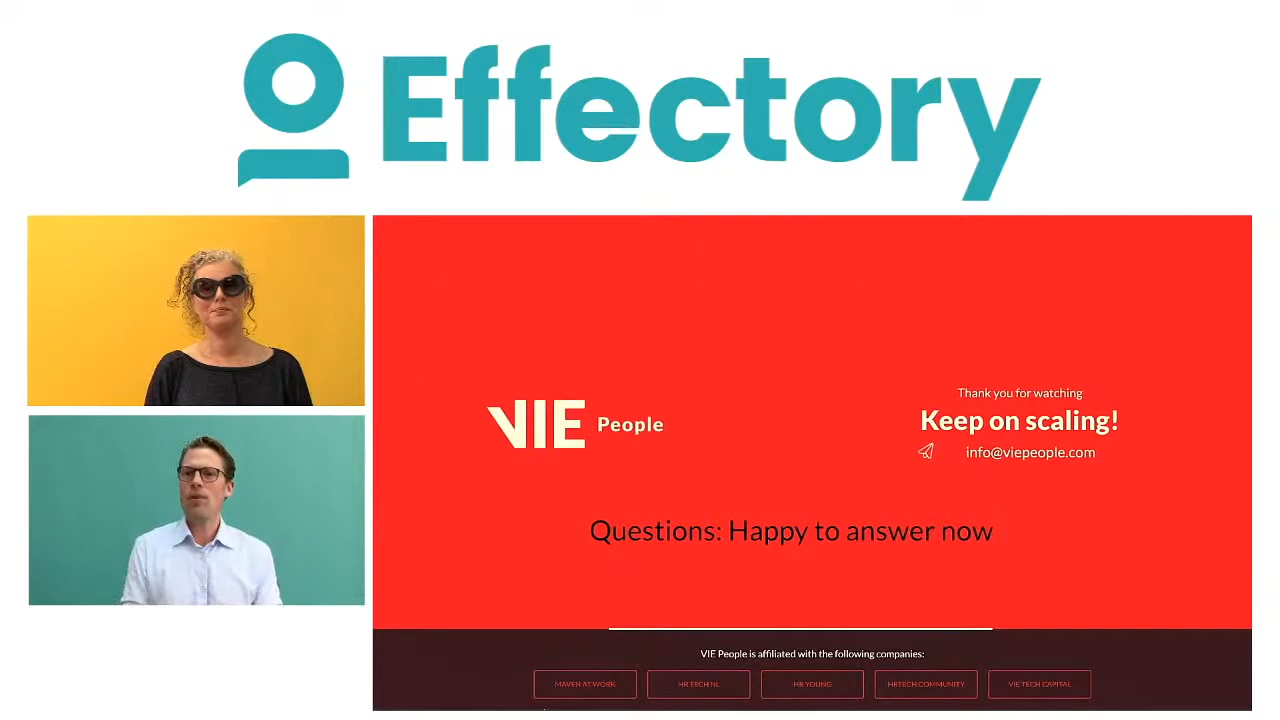 Effectory
VIE People
Thank you for watching
Keep on scaling!
info@viepeople.com
Questions: Happy to answer now
VIE People is affiliated with the following companies:
MAVEN AT WORK
HR TECH NL
HR YOUNG
HRTECH COMMUNITY
VIE TECH CAPITAL